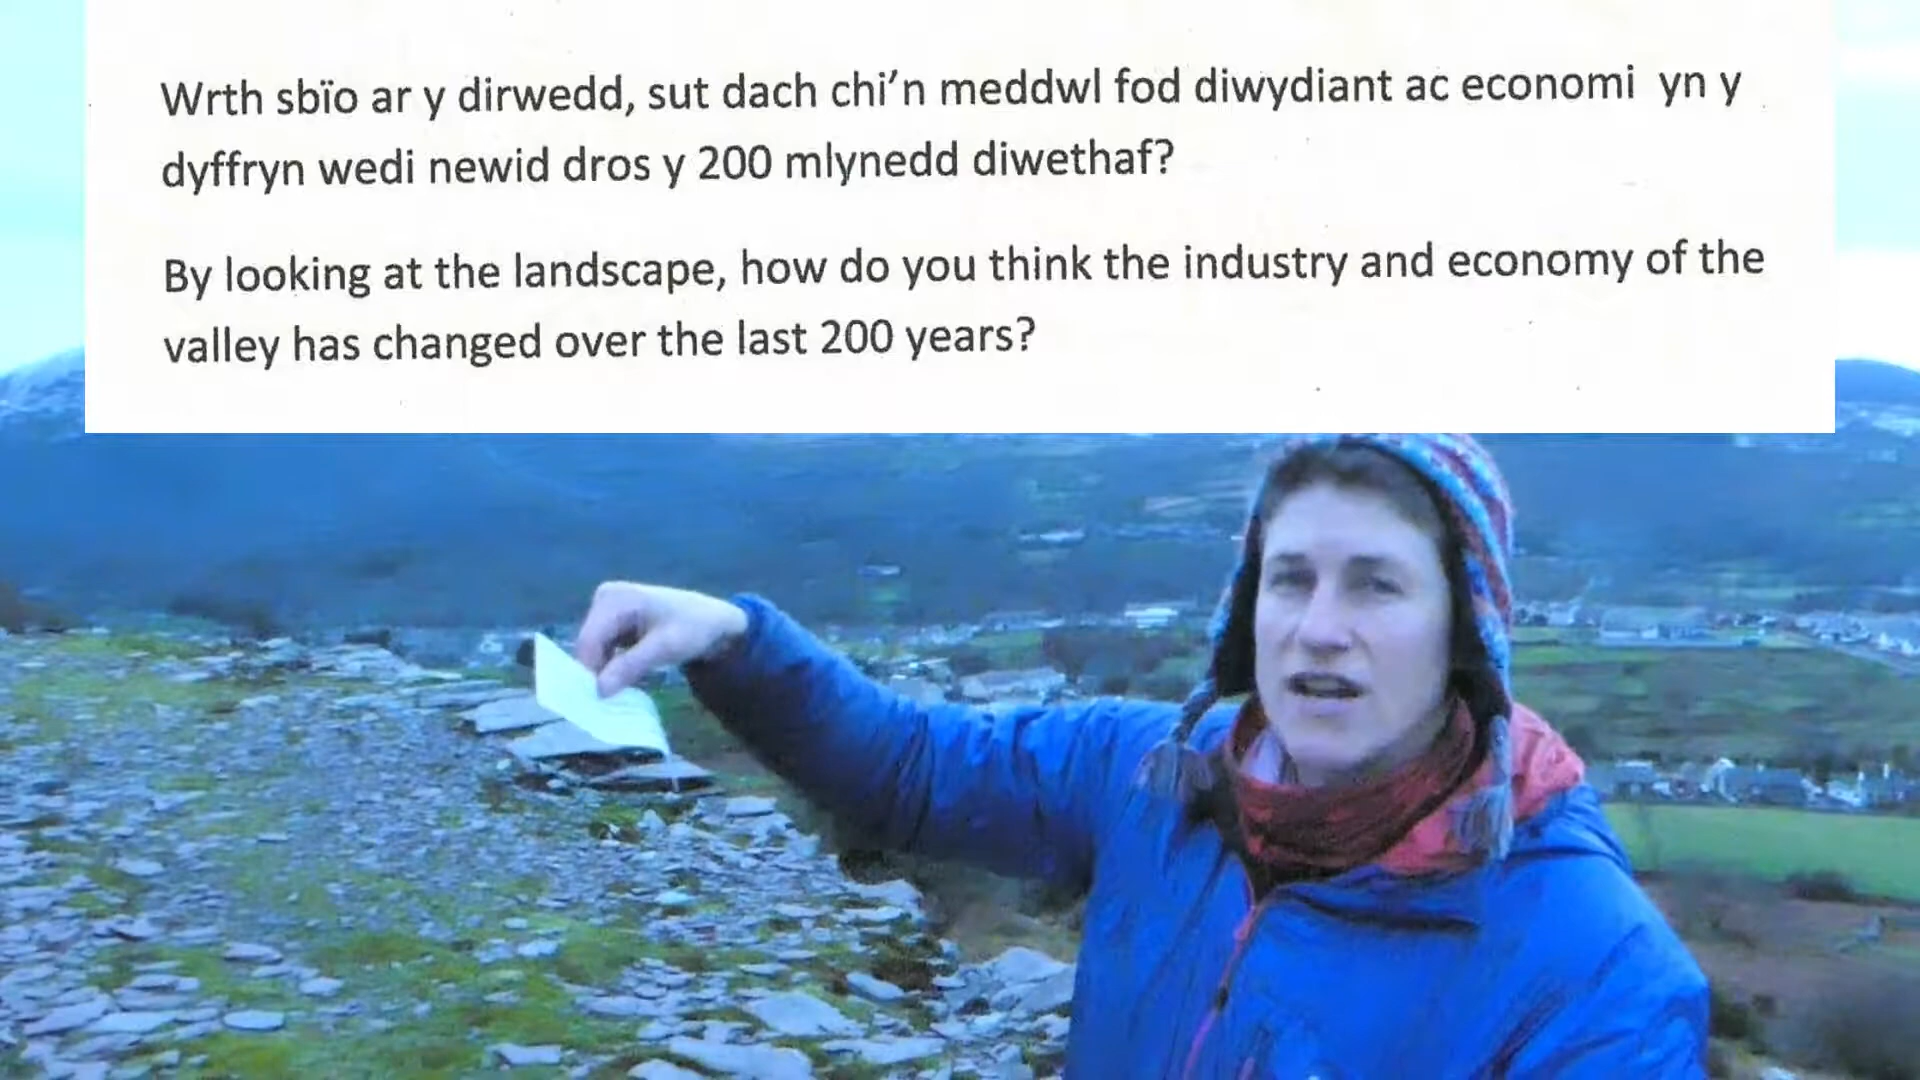 Wrth sbïo ar y dirwedd, sut dach chi'n meddwl fod diwydiant ac economi yn y
dyffryn wedi newid dros y 200 mlynedd diwethaf?
By looking at the landscape, how do you think the industry and economy of the
valley has changed over the last 200 years?